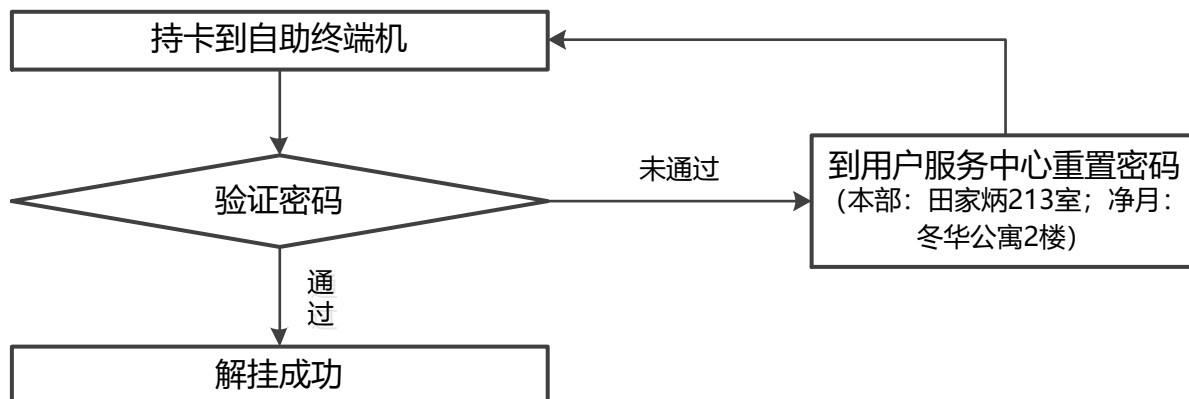 持卡到自助终端机
验证密码
未通过
到用户服务中心重置密码
（本部：田家炳213室；净月：
冬华公寓2楼）
通
过
解挂成功